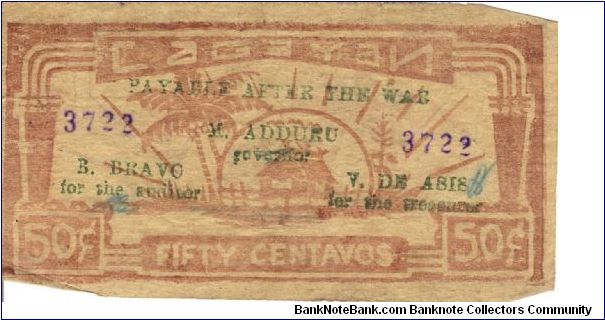 PAYABLE AFTER THE WAR
3722 M. ADDURU 3722
governor
B. BRAVO V. DE ASIS
for the auditor for the treasurer
50¢ FIFTY CENTAVOS 50¢
BankNoteBank.com Banknote Collectors Community